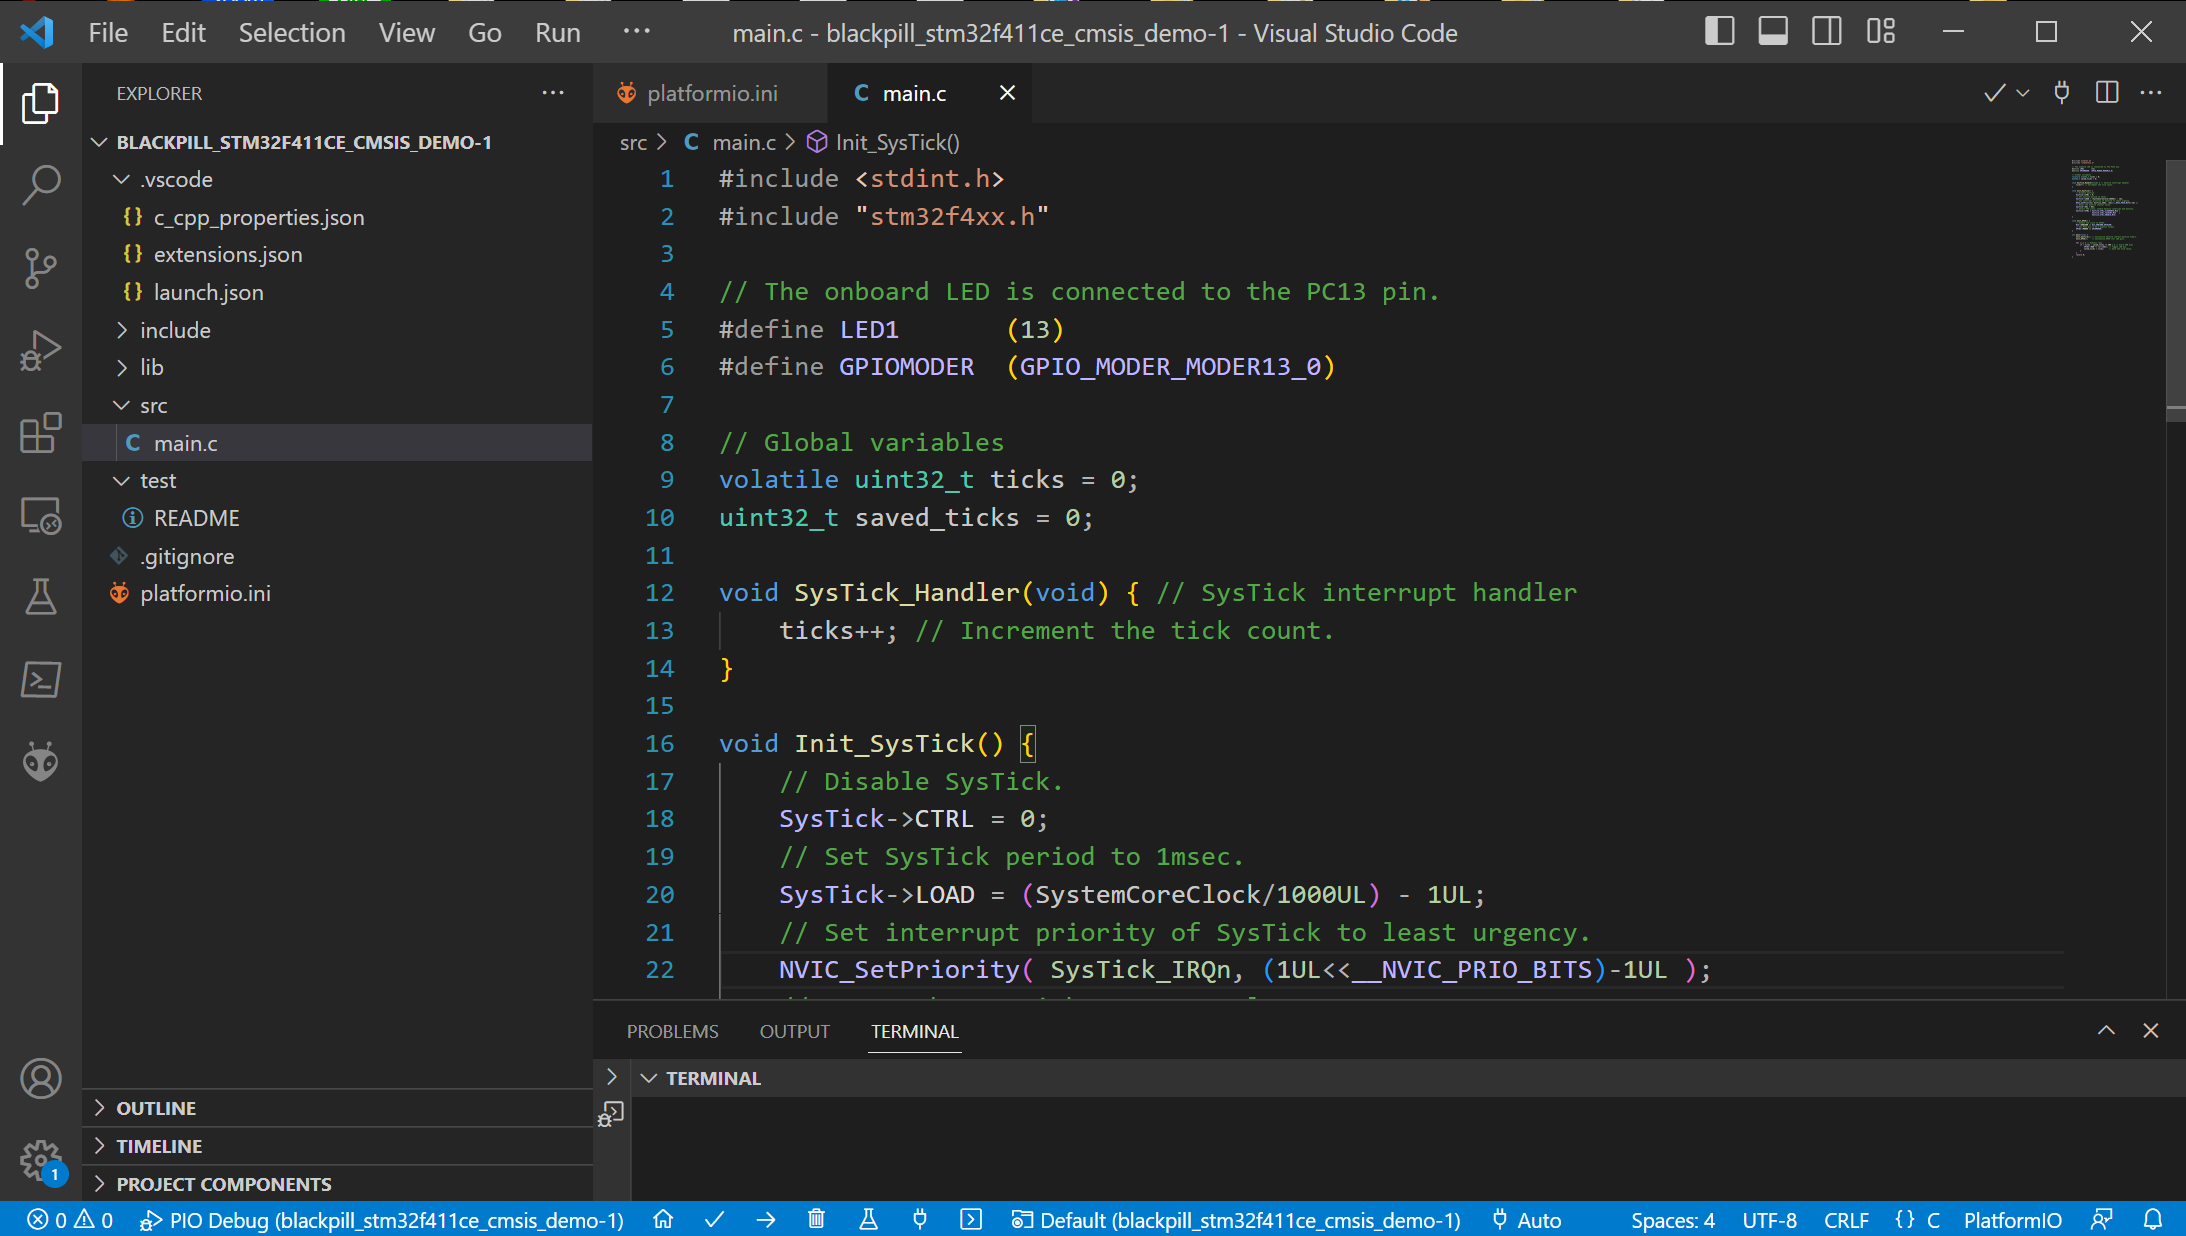 File Edit Selection View Go Run ··· main.c - blackpill_stm32f411ce_cmsis_demo-1 - Visual Studio Code
EXPLORER ···
BLACKPILL_STM32F411CE_CMSIS_DEMO-1
.vscode
{} c_cpp_properties.json
{} extensions.json
{} launch.json
include
lib
src
C main.c
test
README
.gitignore
platformio.ini
OUTLINE
TIMELINE
PROJECT COMPONENTS
1
platformio.ini C main.c
src > C main.c > Init_SysTick()
1 #include <stdint.h>
2 #include "stm32f4xx.h"
3
4 // The onboard LED is connected to the PC13 pin.
5 #define LED1       (13)
6 #define GPIOMODER  (GPIO_MODER_MODER13_0)
7
8 // Global variables
9 volatile uint32_t ticks = 0;
10 uint32_t saved_ticks = 0;
11
12 void SysTick_Handler(void) { // SysTick interrupt handler
13     ticks++; // Increment the tick count.
14 }
15
16 void Init_SysTick() {
17     // Disable SysTick.
18     SysTick->CTRL = 0;
19     // Set SysTick period to 1msec.
20     SysTick->LOAD = (SystemCoreClock/1000UL) - 1UL;
21     // Set interrupt priority of SysTick to least urgency.
22     NVIC_SetPriority( SysTick_IRQn, (1UL<<__NVIC_PRIO_BITS)-1UL );
PROBLEMS OUTPUT TERMINAL
TERMINAL
0 0 PIO Debug (blackpill_stm32f411ce_cmsis_demo-1) Default (blackpill_stm32f411ce_cmsis_demo-1) Auto Spaces: 4 UTF-8 CRLF {} C PlatformIO